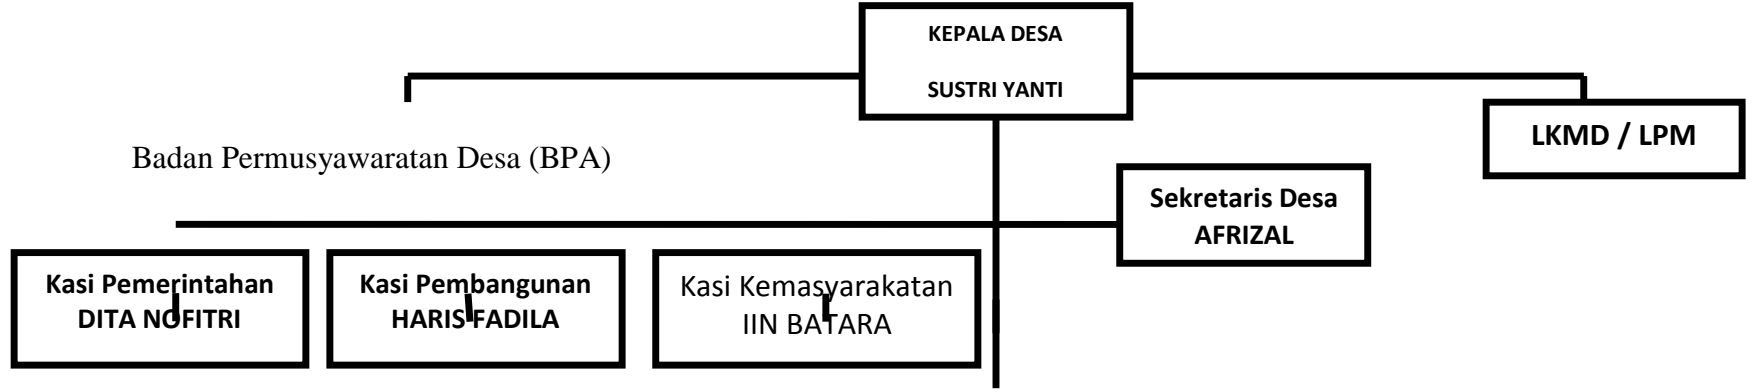 KEPALA DESA
SUSTRI YANTI
LKMD / LPM
Badan Permusyawaratan Desa (BPA)
Sekretaris Desa
AFRIZAL
Kasi Pemerintahan
DITA NOFITRI
Kasi Pembangunan
HARIS FADILA
Kasi Kemasyarakatan
IIN BATARA